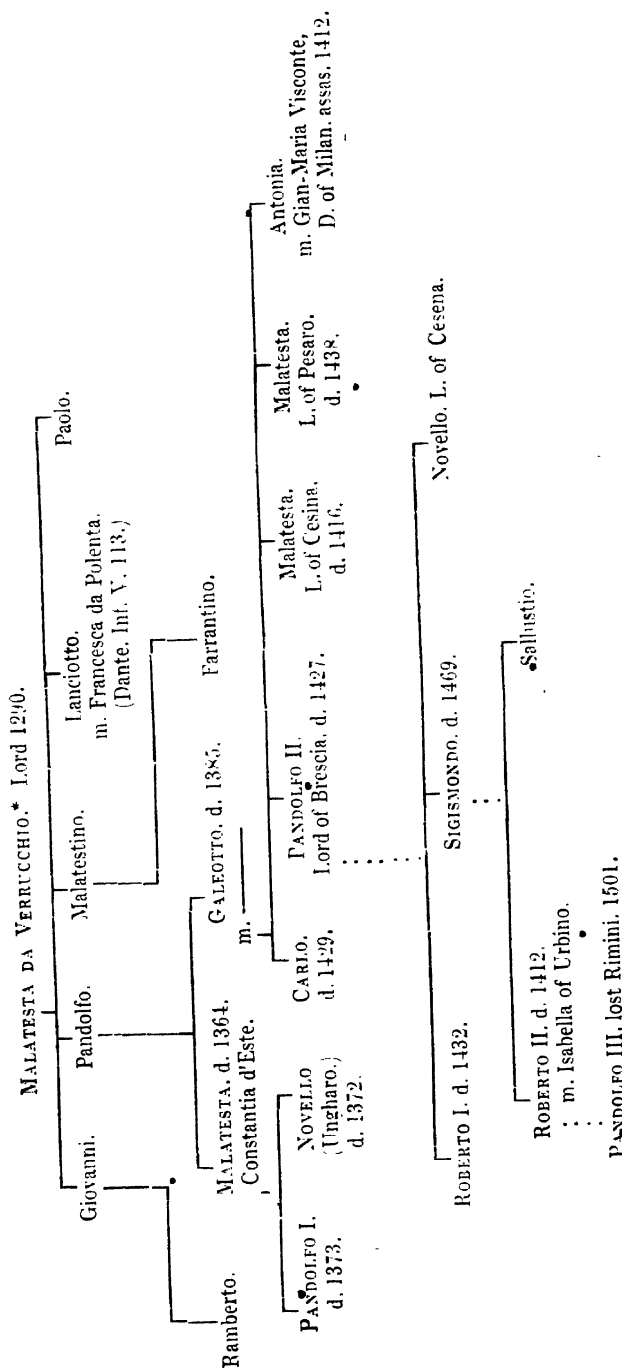 MALATESTA DA VERRUCCHIO.* Lord 1290.
Giovanni.
Pandolfo.
Malatestino.
Lanciotto.
m. Francesca da Polenta.
(Dante. Inf. V. 113.)
Paolo.
Ramberto.
MALATESTA. d. 1364.
Constantia d'Este.
GALEOTTO. d. 1385.
m.
Farrantino.
PANDOLFO I.
d. 1373.
NOVELLO
(Ungharo.)
d. 1372.
CARLO.
d. 1429.
PANDOLFO II.
Lord of Brescia. d. 1427.
Malatesta.
L. of Cesina.
d. 1416.
Malatesta.
L. of Pesaro.
d. 1438.
Antonia.
m. Gian-Maria Visconte,
D. of Milan. assas. 1412.
ROBERTO I. d. 1432.
SIGISMONDO. d. 1469.
Novello. L. of Cesena.
ROBERTO II. d. 1412.
m. Isabella of Urbino.
Sallustio.
PANDOLFO III. lost Rimini. 1501.